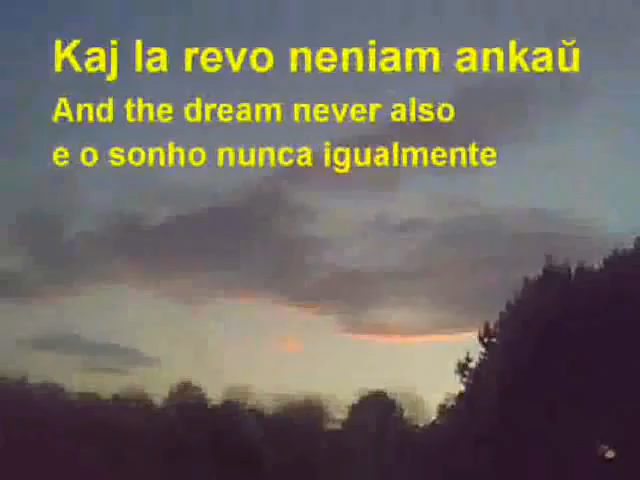 Kaj la revo neniam ankaŭ
And the dream never also
e o sonho nunca igualmente